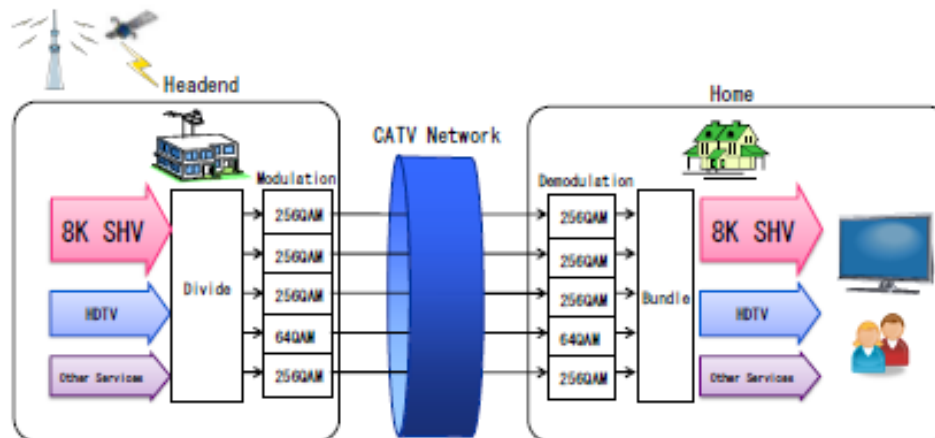 Headend
Home
CATV Network
Modulation
Demodulation
8K SHV
HDTV
Other Services
Divide
256QAM
256QAM
256QAM
64QAM
256QAM
256QAM
256QAM
256QAM
64QAM
256QAM
Bundle
8K SHV
HDTV
Other Services